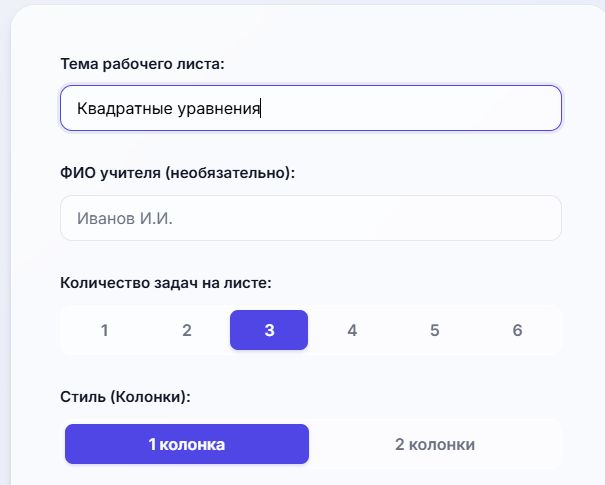 Тема рабочего листа:
Квадратные уравнения
ФИО учителя (необязательно):
Иванов И.И.
Количество задач на листе:
1 2 3 4 5 6
Стиль (Колонки):
1 колонка 2 колонки